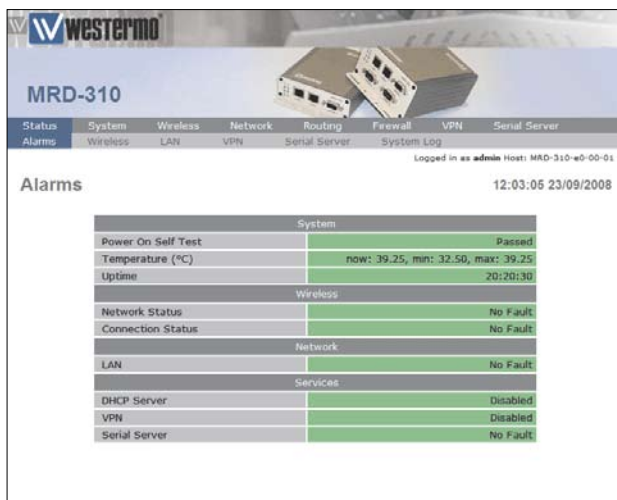 westermo
MRD-310
Status System Wireless Network Routing Firewall VPN Serial Server
Alarms Wireless LAN VPN Serial Server System Log
Logged in as admin Host: MRD-310-e0-00-01
Alarms 12:03:05 23/09/2008
System
Power On Self Test Passed
Temperature (°C) now: 39.25, min: 32.50, max: 39.25
Uptime 20:20:30
Wireless
Network Status No Fault
Connection Status No Fault
Network
LAN No Fault
Services
DHCP Server Disabled
VPN Disabled
Serial Server No Fault